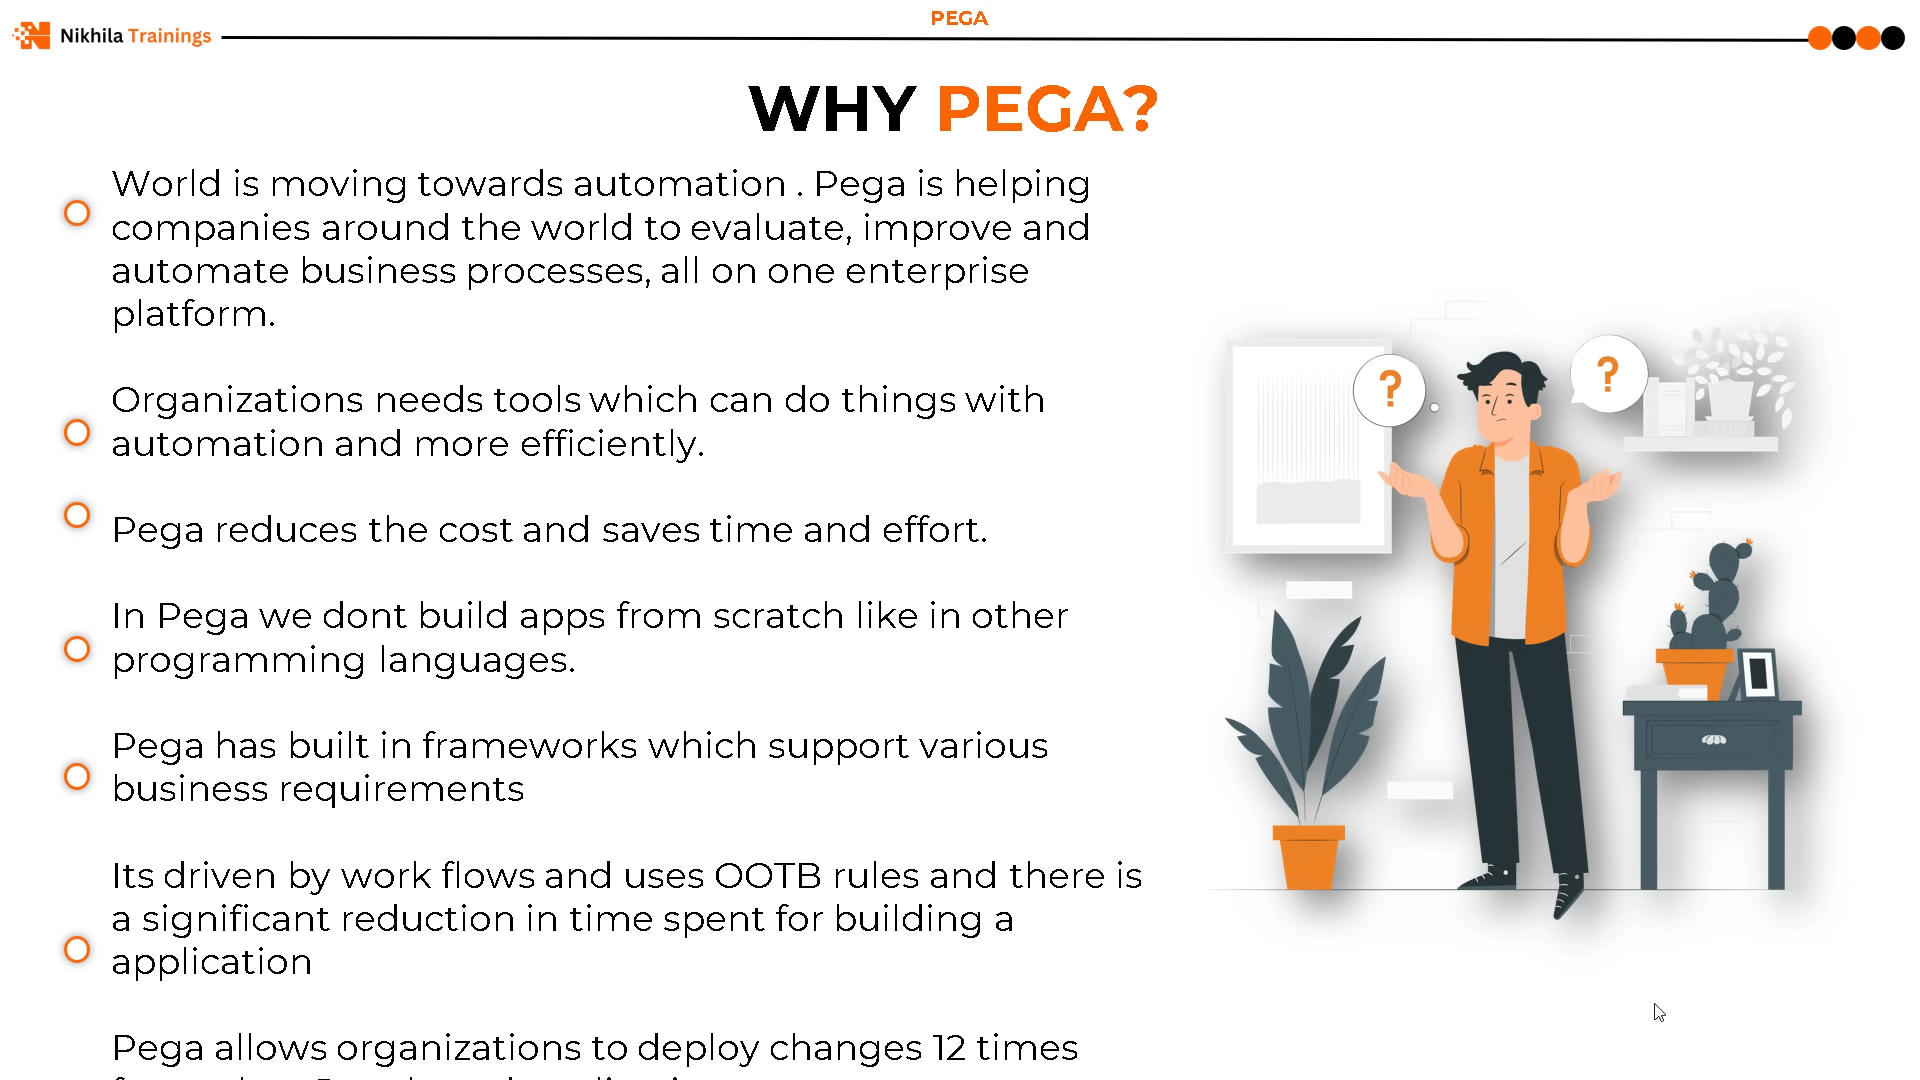 PEGA
Nikhila Trainings
WHY PEGA?
World is moving towards automation . Pega is helping
companies around the world to evaluate, improve and
automate business processes, all on one enterprise
platform.
Organizations needs tools which can do things with
automation and more efficiently.
Pega reduces the cost and saves time and effort.
In Pega we dont build apps from scratch like in other
programming languages.
Pega has built in frameworks which support various
business requirements
Its driven by work flows and uses OOTB rules and there is
a significant reduction in time spent for building a
application
Pega allows organizations to deploy changes 12 times
?
?